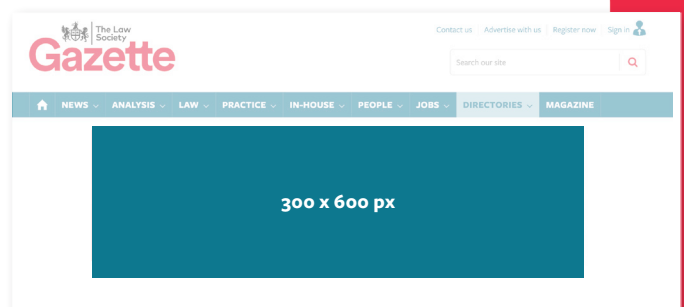 The Law
Society
Gazette
Contact us Advertise with us Register now Sign in
Search our site
NEWS ANALYSIS LAW PRACTICE IN-HOUSE PEOPLE JOBS DIRECTORIES MAGAZINE
300 x 600 px